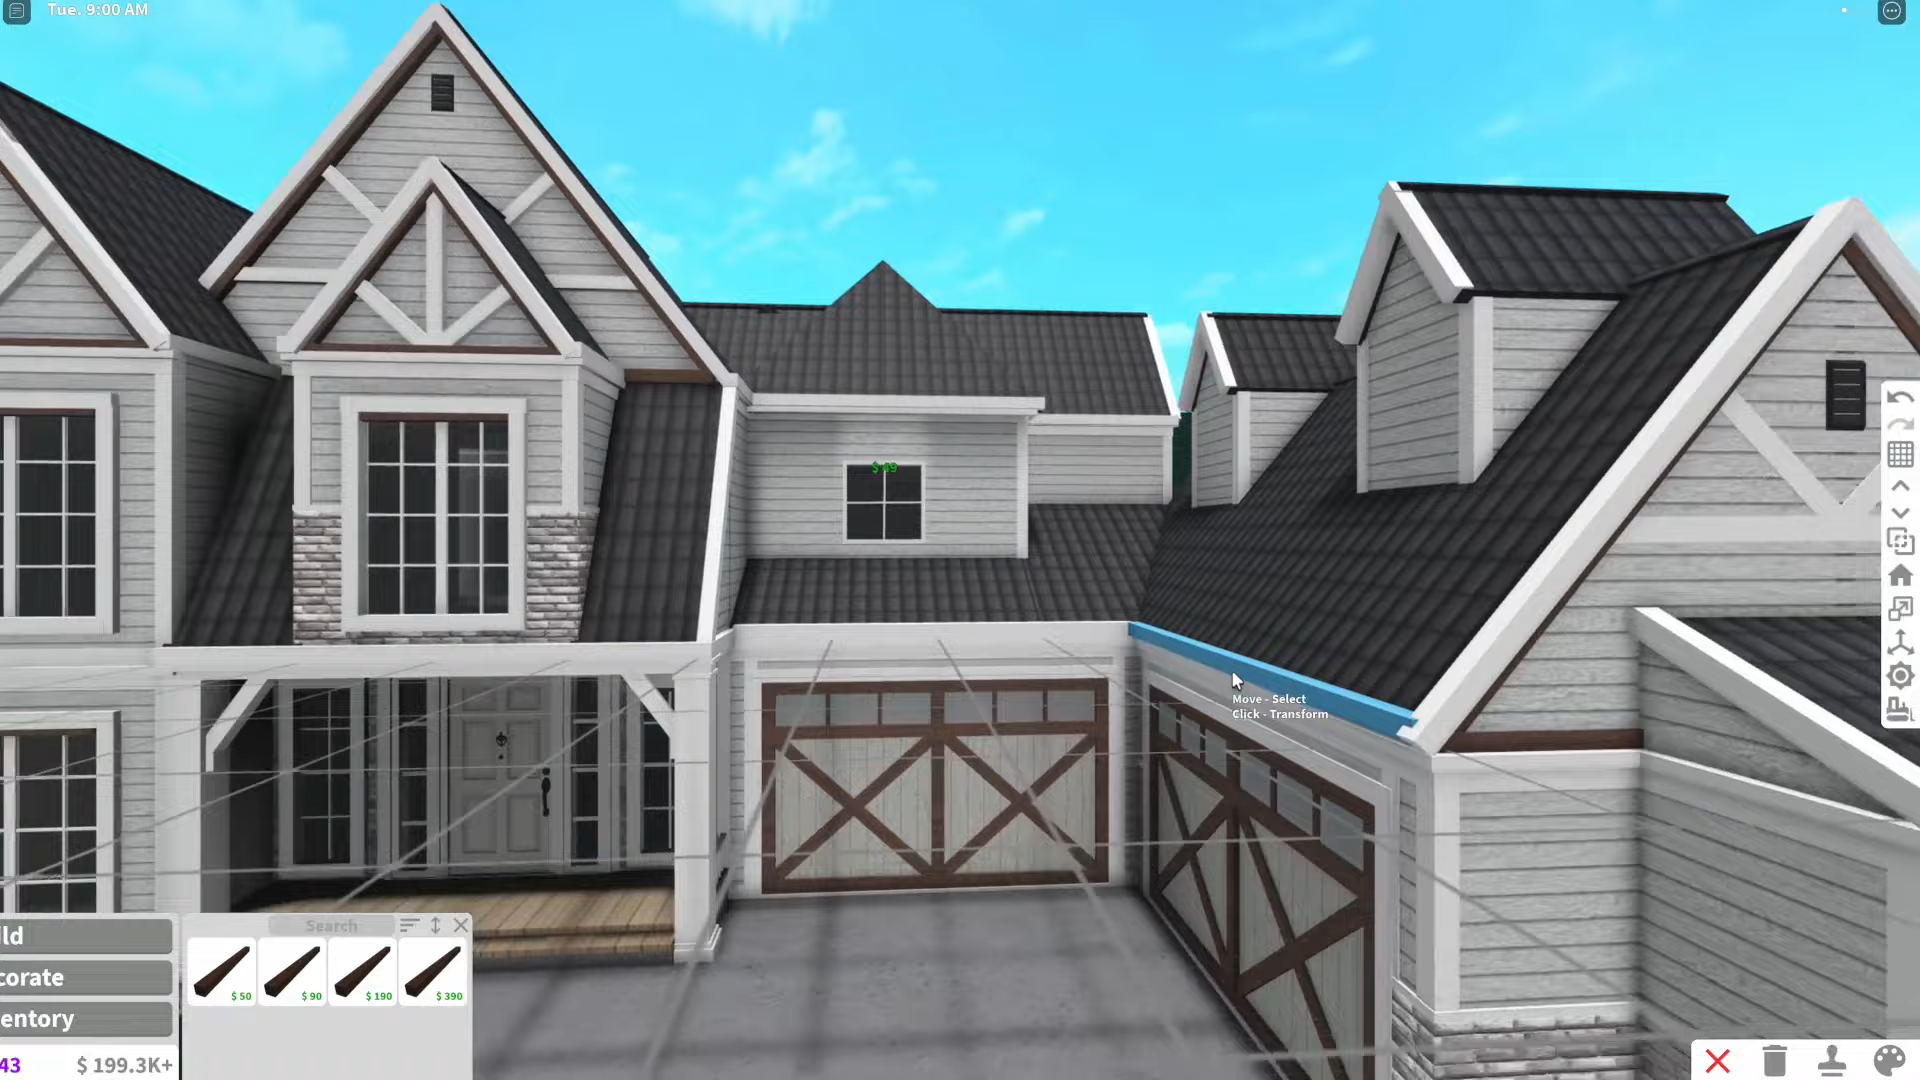 Tue. 9:00 AM
$ 49
Move - Select
Click - Transform
ld
Search
corate
entory
$ 50
$ 90
$ 190
$ 390
43
$ 199.3K+